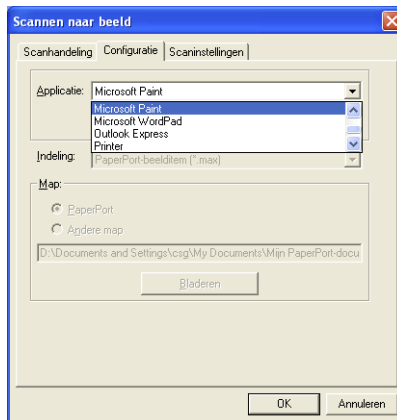 Scannen naar beeld
Scanhandeling Configuratie Scaninstellingen
Applicatie: Microsoft Paint
Microsoft Paint
Microsoft WordPad
Outlook Express
Printer
Indeling: PaperPort-beelditem (*.max)
Map:
PaperPort
Andere map
D:\Documents and Settings\csg\My Documents\Mijn PaperPort-docu
Bladeren
OK Annuleren